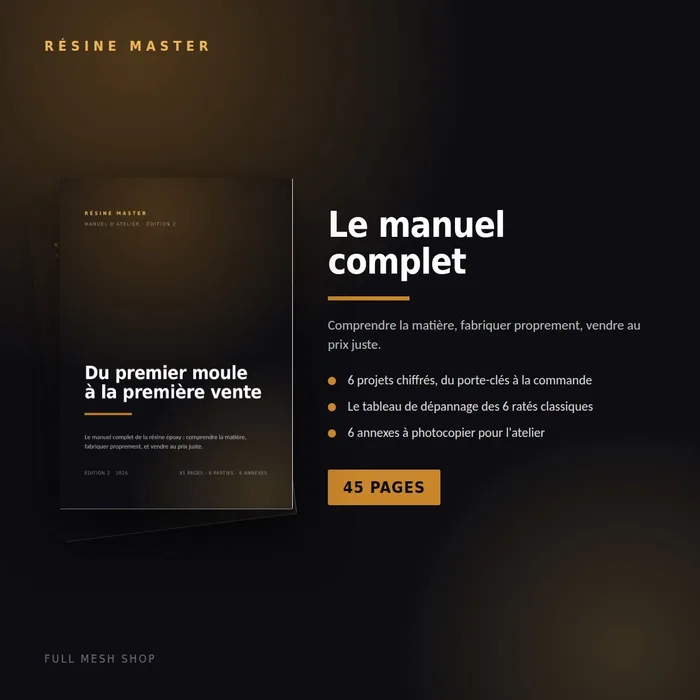 RÉSINE MASTER
RÉSINE MASTER
MANUEL D'ATELIER · ÉDITION 2
Du premier moule
à la première vente
Le manuel complet de la résine époxy : comprendre la matière,
fabriquer proprement, et vendre au juste prix.
ÉDITION 2 · 2026
45 PAGES · 6 PARTIES · 6 ANNEXES
Le manuel
complet
Comprendre la matière, fabriquer proprement, vendre au
prix juste.
6 projets chiffrés, du porte-clés à la commande
Le tableau de dépannage des 6 ratés classiques
6 annexes à photocopier pour l'atelier
45 PAGES
FULL MESH SHOP